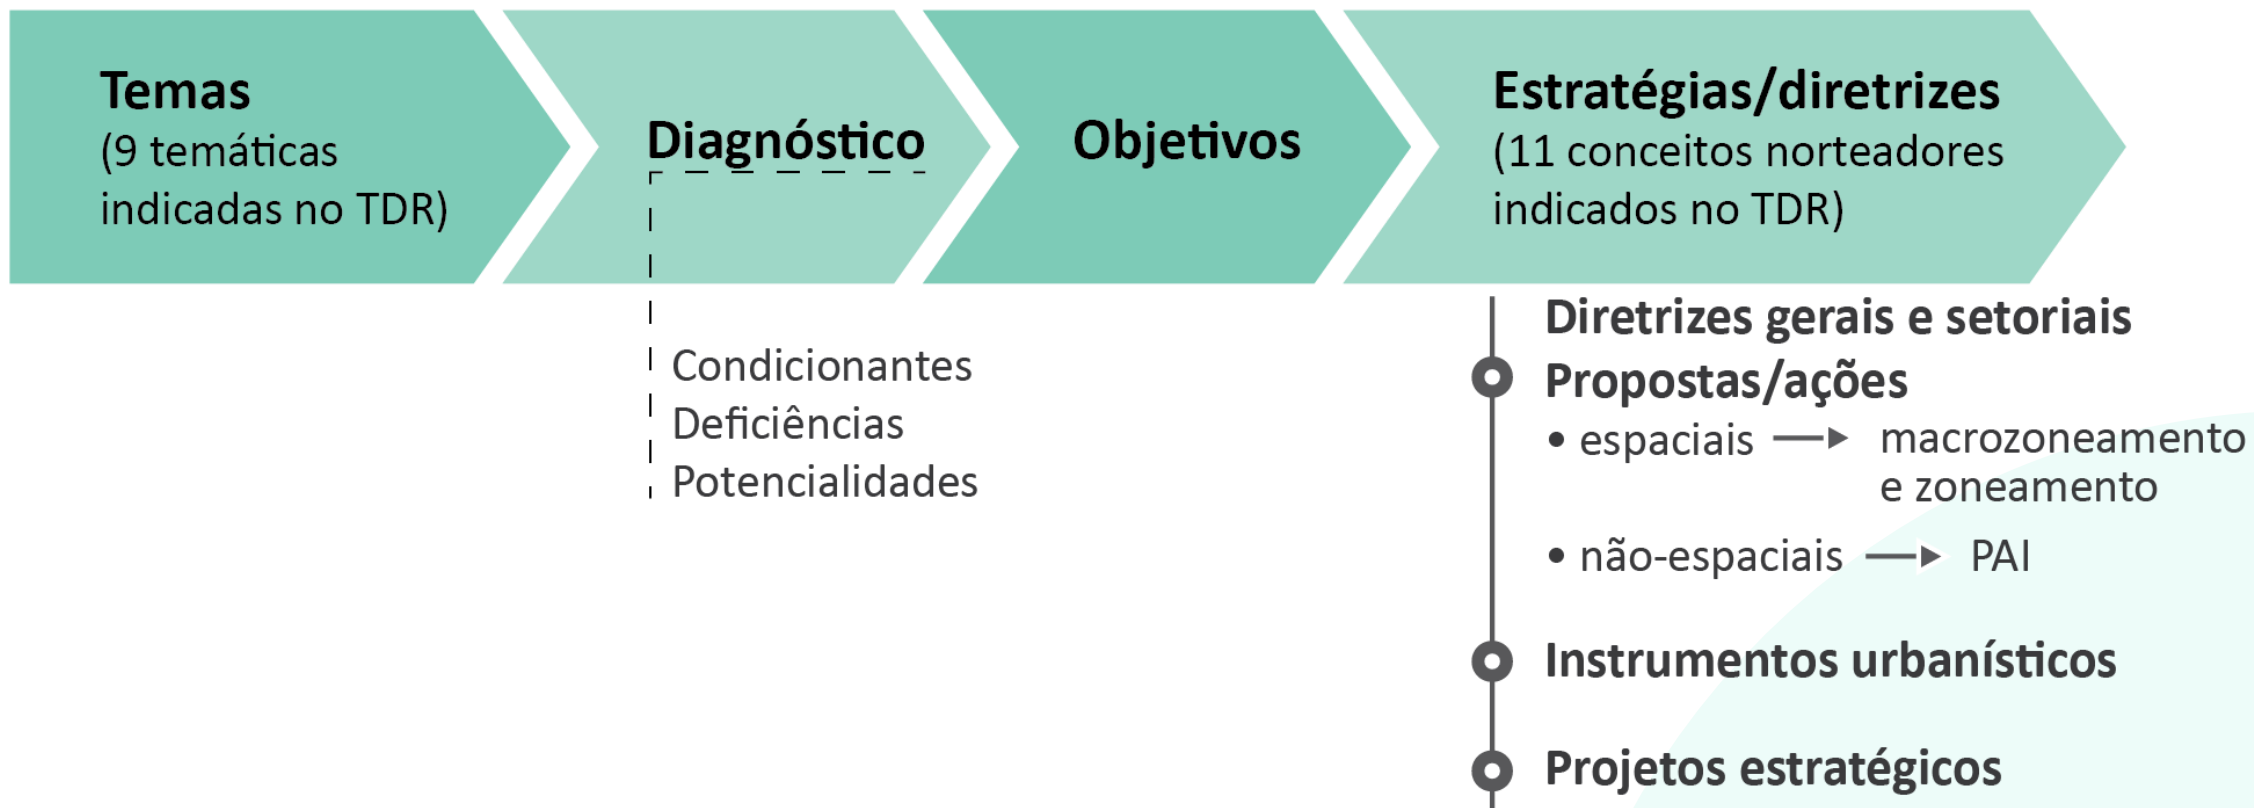 Temas
(9 temáticas
indicadas no TDR)
Diagnóstico
Condicionantes
Deficiências
Potencialidades
Objetivos
Estratégias/diretrizes
(11 conceitos norteadores
indicados no TDR)
Diretrizes gerais e setoriais
Propostas/ações
• espaciais → macrozoneamento
e zoneamento
• não-espaciais → PAI
Instrumentos urbanísticos
Projetos estratégicos